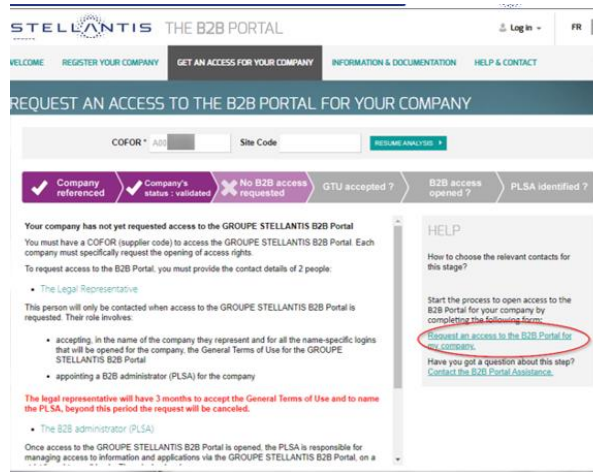 STELLANTIS THE B2B PORTAL
Log in
FR
WELCOME
REGISTER YOUR COMPANY
GET AN ACCESS FOR YOUR COMPANY
INFORMATION & DOCUMENTATION
HELP & CONTACT
REQUEST AN ACCESS TO THE B2B PORTAL FOR YOUR COMPANY
COFOR * A00
Site Code
RESUME ANALYSIS
Company
referenced
Company's
status : validated
No B2B access
requested
GTU accepted ?
B2B access
opened ?
PLSA identified ?
Your company has not yet requested access to the GROUPE STELLANTIS B2B Portal
You must have a COFOR (supplier code) to access the GROUPE STELLANTIS B2B Portal. Each
company must specifically request the opening of access rights.
To request access to the B2B Portal, you must provide the contact details of 2 people:
• The Legal Representative
This person will only be contacted when access to the GROUPE STELLANTIS B2B Portal is
requested. Their role involves:
• accepting, in the name of the company they represent and for all the name-specific logins
that will be opened for the company, the General Terms of Use for the GROUPE
STELLANTIS B2B Portal
• appointing a B2B administrator (PLSA) for the company
The legal representative will have 3 months to accept the General Terms of Use and to name
the PLSA, beyond this period the request will be canceled.
• The B2B administrator (PLSA)
Once access to the GROUPE STELLANTIS B2B Portal is opened, the PLSA is responsible for
managing access to information and applications via the GROUPE STELLANTIS B2B Portal, on a
HELP
How to choose the relevant contacts for
this stage?
Start the process to open access to the
B2B Portal for your company by
completing the following form:
Request an access to the B2B Portal for
my company.
Have you got a question about this step?
Contact the B2B Portal Assistance.